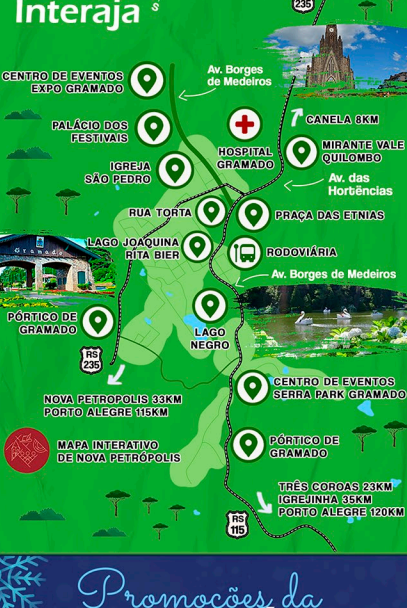 Interaja
s
235
CENTRO DE EVENTOS
EXPO GRAMADO
Av. Borges
de Medeiros
PALÁCIO DOS
FESTIVAIS
HOSPITAL
GRAMADO
CANELA 8KM
MIRANTE VALE
QUILOMBO
IGREJA
SÃO PEDRO
Av. das
Hortências
RUA TORTA
PRAÇA DAS ETNIAS
LAGO JOAQUINA
RITA BIER
RODOVIÁRIA
Gramado
Av. Borges de Medeiros
PÓRTICO DE
GRAMADO
LAGO
NEGRO
RS
235
CENTRO DE EVENTOS
SERRA PARK GRAMADO
NOVA PETROPOLIS 33KM
PORTO ALEGRE 115KM
MAPA INTERATIVO
DE NOVA PETRÓPOLIS
PÓRTICO DE
GRAMADO
TRÊS COROAS 23KM
IGREJINHA 35KM
PORTO ALEGRE 120KM
RS
115
Promoções da